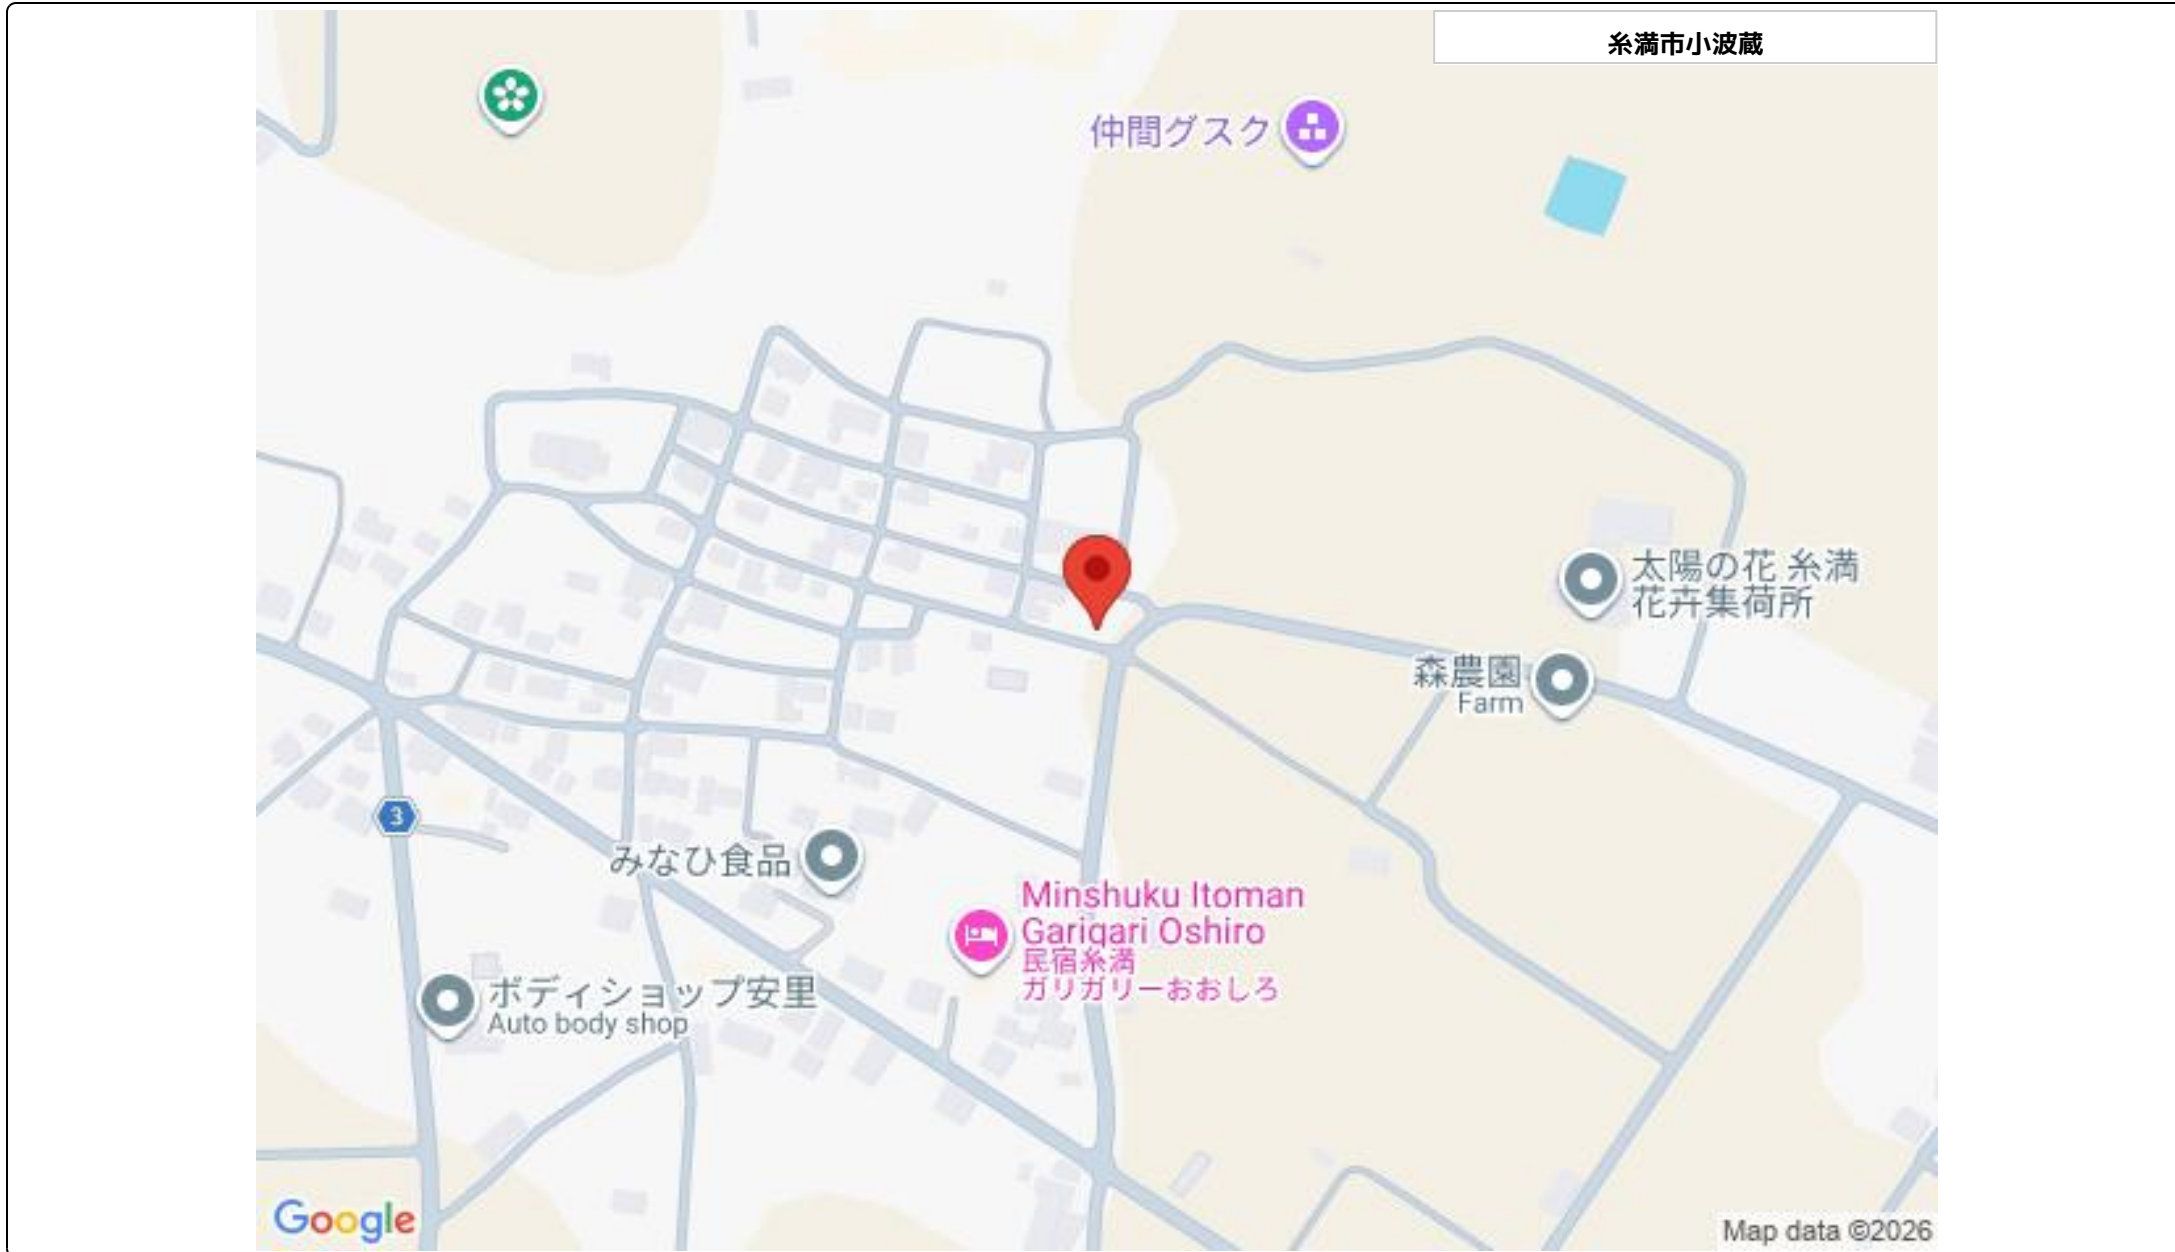 糸満市小波蔵
仲間グスク
太陽の花 糸満
花卉集荷所
森農園
Farm
3
みなひ食品
Minshuku Itoman
Garigari Oshiro
民宿糸満
ガリガリーおおしろ
ボディショップ安里
Auto body shop
Google
Map data ©2026